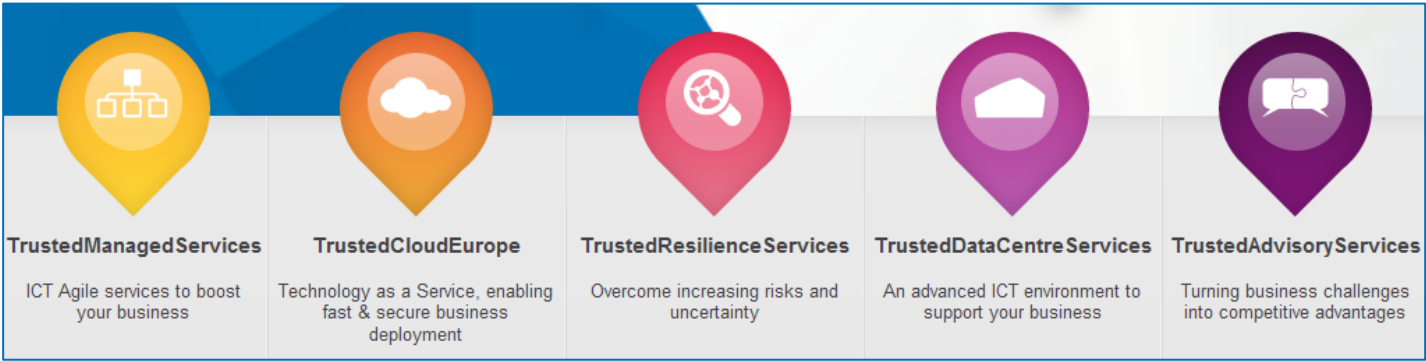 TrustedManagedServices
ICT Agile services to boost
your business
TrustedCloudEurope
Technology as a Service, enabling
fast & secure business
deployment
TrustedResilienceServices
Overcome increasing risks and
uncertainty
TrustedDataCentreServices
An advanced ICT environment to
support your business
TrustedAdvisoryServices
Turning business challenges
into competitive advantages